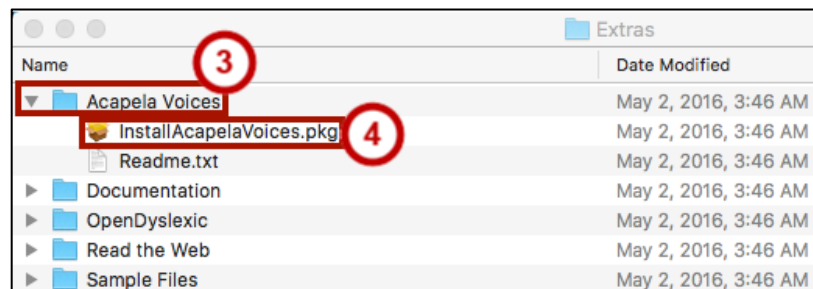 Extras
Name Date Modified
3
Acapela Voices May 2, 2016, 3:46 AM
InstallAcapelaVoices.pkg 4 May 2, 2016, 3:46 AM
Readme.txt May 2, 2016, 3:46 AM
Documentation May 2, 2016, 3:46 AM
OpenDyslexic May 2, 2016, 3:46 AM
Read the Web May 2, 2016, 3:46 AM
Sample Files May 2, 2016, 3:46 AM